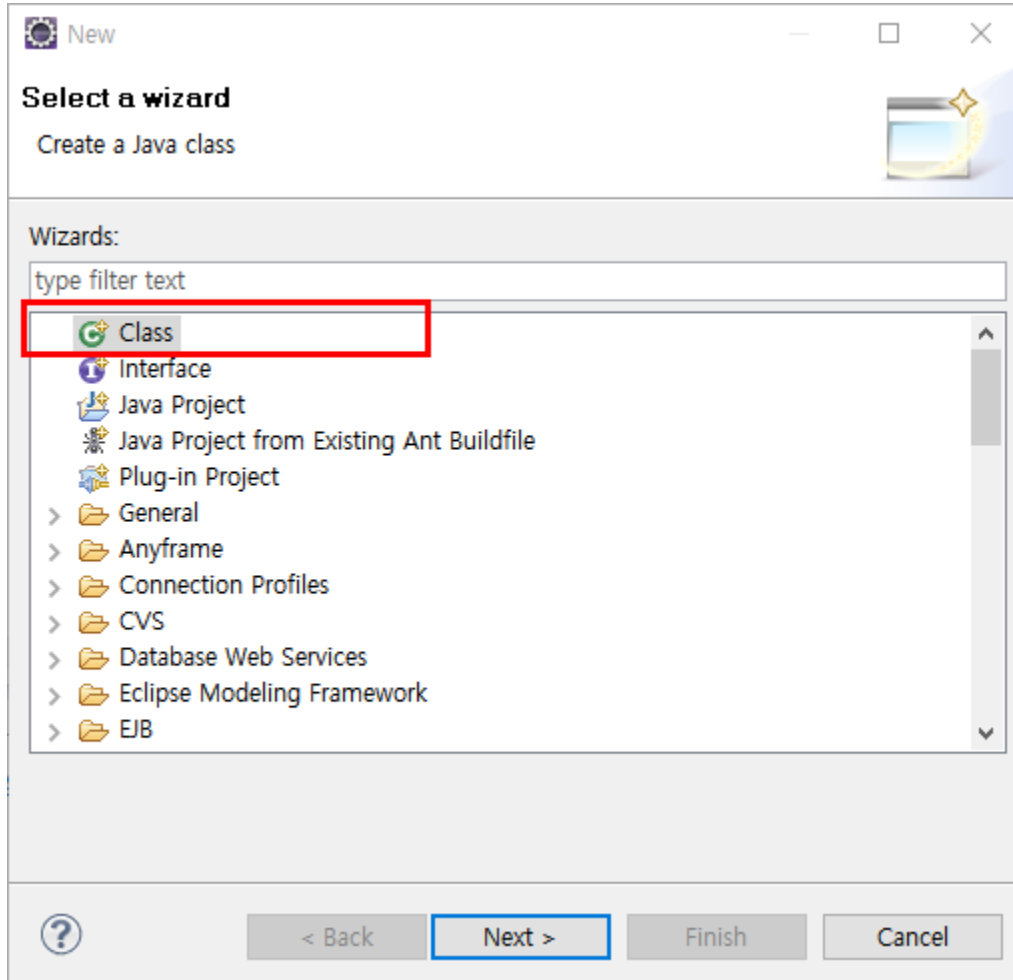 New
Select a wizard
Create a Java class
Wizards:
type filter text
Class
Interface
Java Project
Java Project from Existing Ant Buildfile
Plug-in Project
General
Anyframe
Connection Profiles
CVS
Database Web Services
Eclipse Modeling Framework
EJB
? < Back Next > Finish Cancel